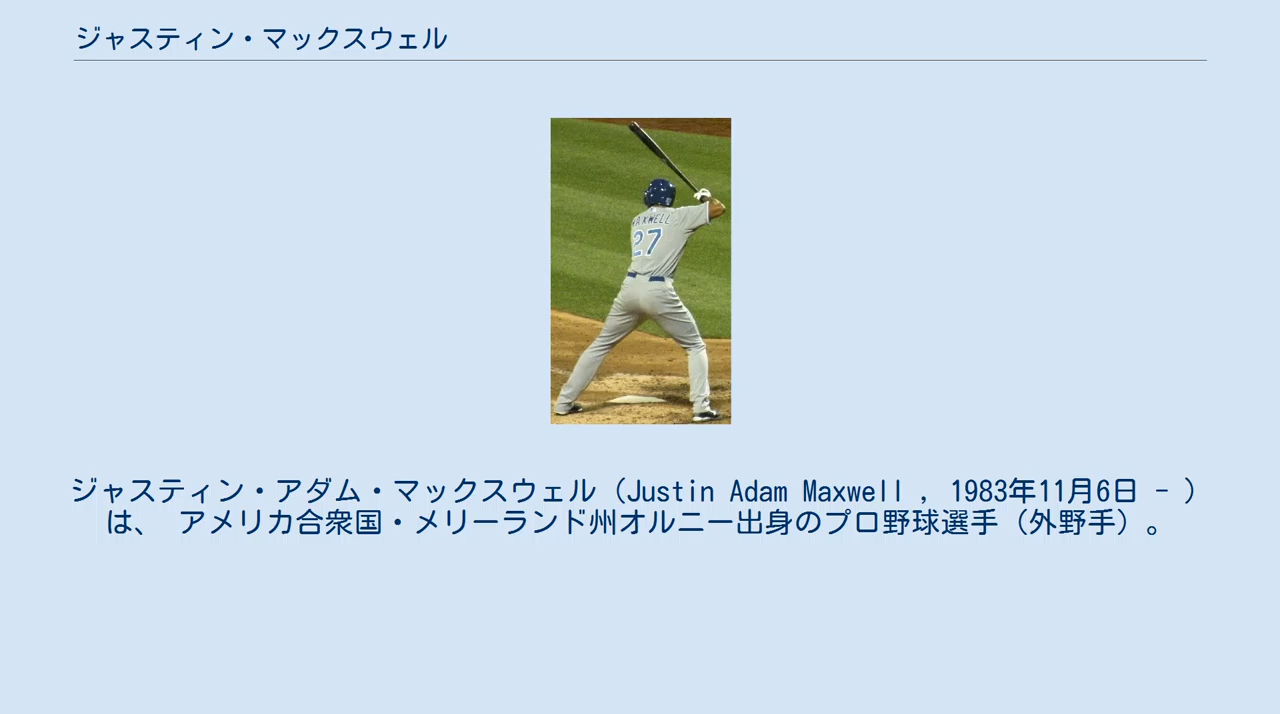 ジャスティン・マックスウェル
27
ジャスティン・アダム・マックスウェル（Justin Adam Maxwell , 1983年11月6日 - ）
は、 アメリカ合衆国・メリーランド州オルニー出身のプロ野球選手（外野手）。